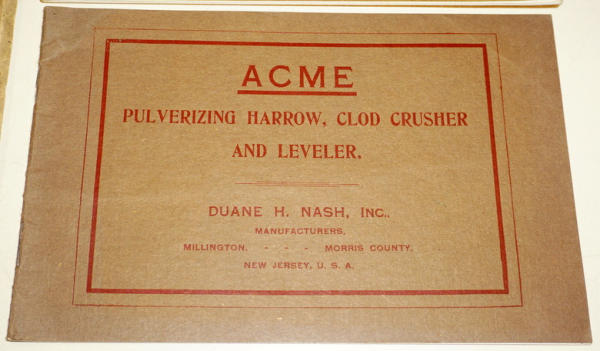 ACME
PULVERIZING HARROW, CLOD CRUSHER
AND LEVELER.
DUANE H. NASH, INC.,
MANUFACTURERS,
MILLINGTON, - - - MORRIS COUNTY,
NEW JERSEY, U. S. A.